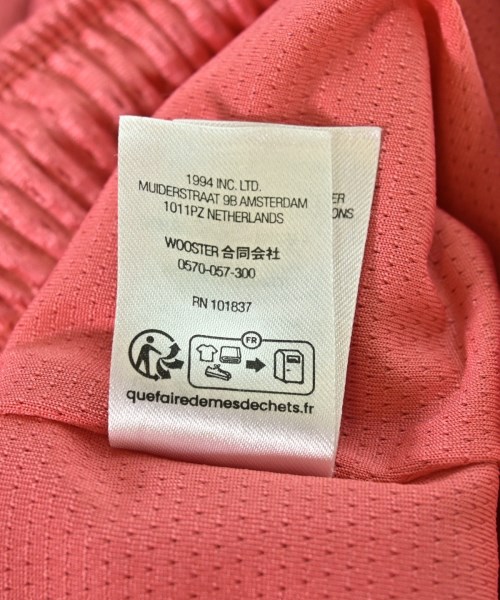 1994 INC. LTD.
MUIDERSTRAAT 9B AMSTERDAM
1011PZ NETHERLANDS
WOOSTER 合同会社
0570-057-300
RN 101837
FR
quefairedemesdechets.fr